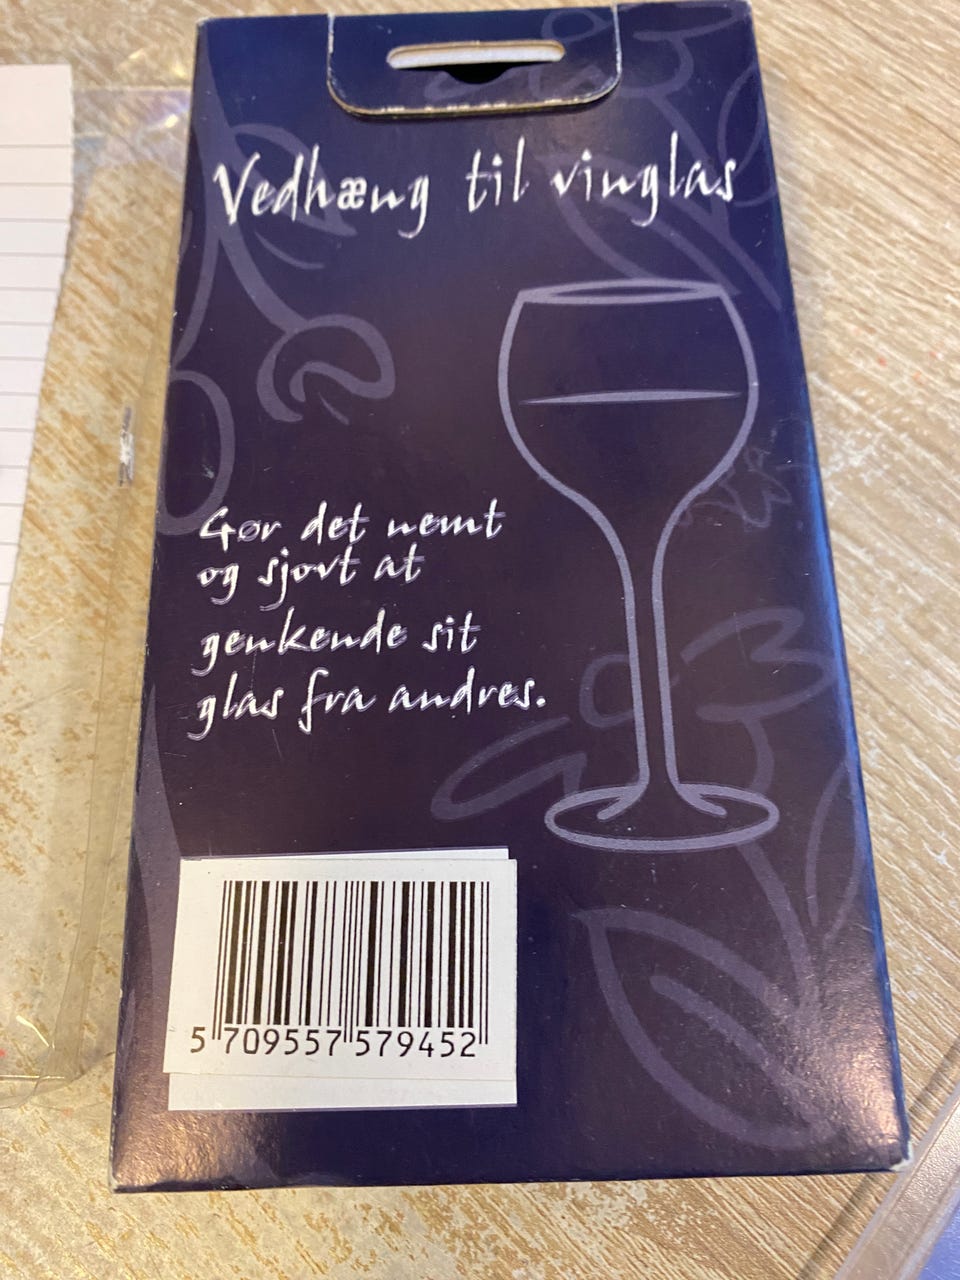 Vedhæng til vinglas
Gør det nemt
og sjovt at
genkende sit
glas fra andres.
5 709557 579452